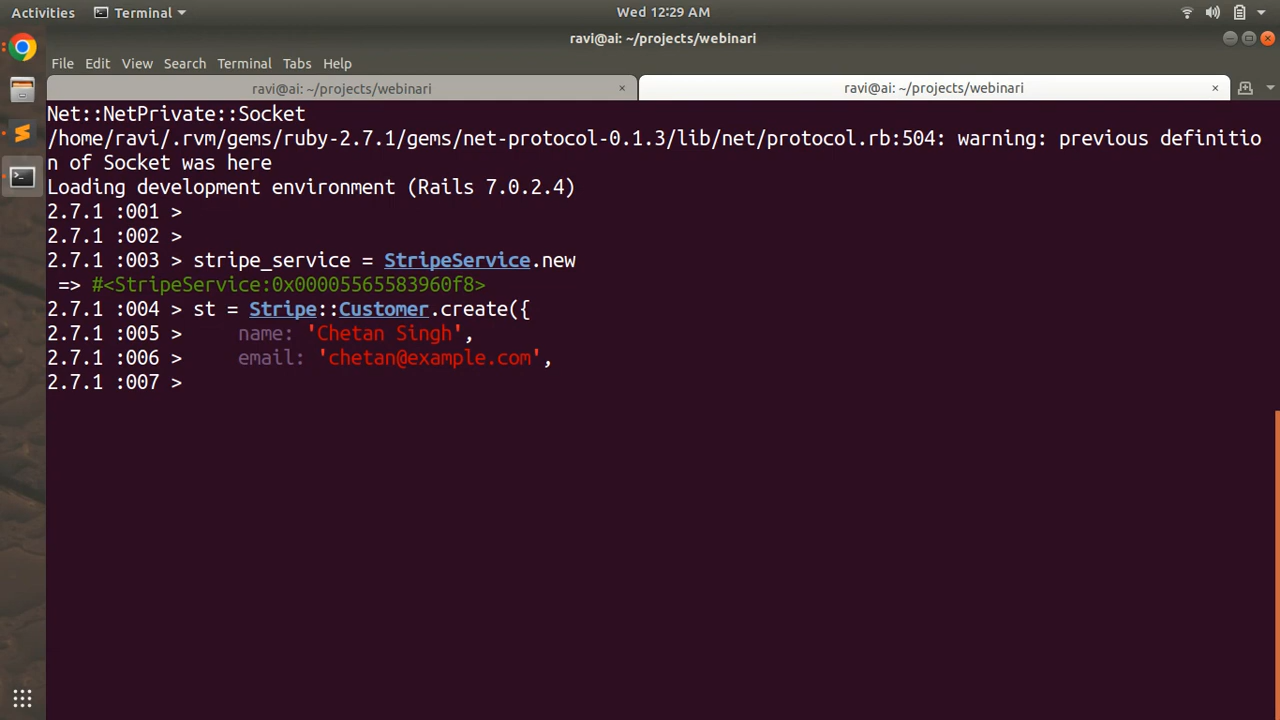 Activities Terminal Wed 12:29 AM
ravi@ai: ~/projects/webinari
File Edit View Search Terminal Tabs Help
ravi@ai: ~/projects/webinari × ravi@ai: ~/projects/webinari ×
Net::NetPrivate::Socket
/home/ravi/.rvm/gems/ruby-2.7.1/gems/net-protocol-0.1.3/lib/net/protocol.rb:504: warning: previous definitio
n of Socket was here
Loading development environment (Rails 7.0.2.4)
2.7.1 :001 >
2.7.1 :002 >
2.7.1 :003 > stripe_service = StripeService.new
=> #<StripeService:0x00005565583960f8>
2.7.1 :004 > st = Stripe::Customer.create({
2.7.1 :005 > name: 'Chetan Singh',
2.7.1 :006 > email: 'chetan@example.com',
2.7.1 :007 >